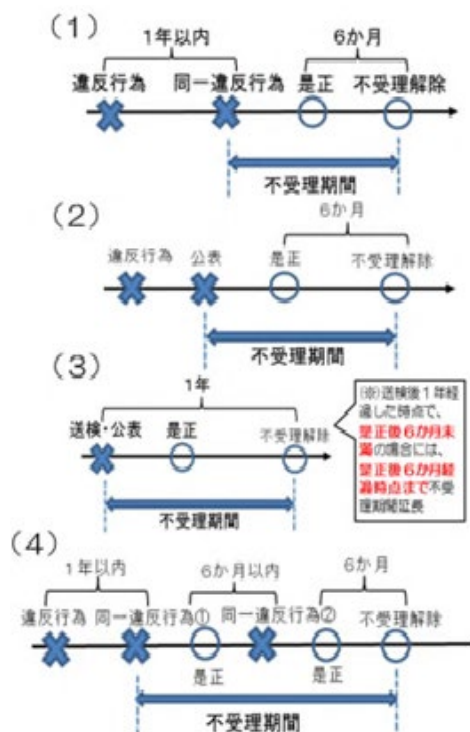 (1)
1年以内
6か月
違反行為 同一違反行為 是正 不受理解除
不受理期間
(2)
6か月
違反行為 公表 是正 不受理解除
不受理期間
(3)
1年
送検・公表 是正 不受理解除
不受理期間
(※)送検後1年経
過した時点で、
是正後6か月未
満の場合には、
是正後6か月経
過時点まで不受
理期間延長
(4)
1年以内 6か月以内 6か月
違反行為 同一違反行為① 同一違反行為② 不受理解除
是正 是正
不受理期間